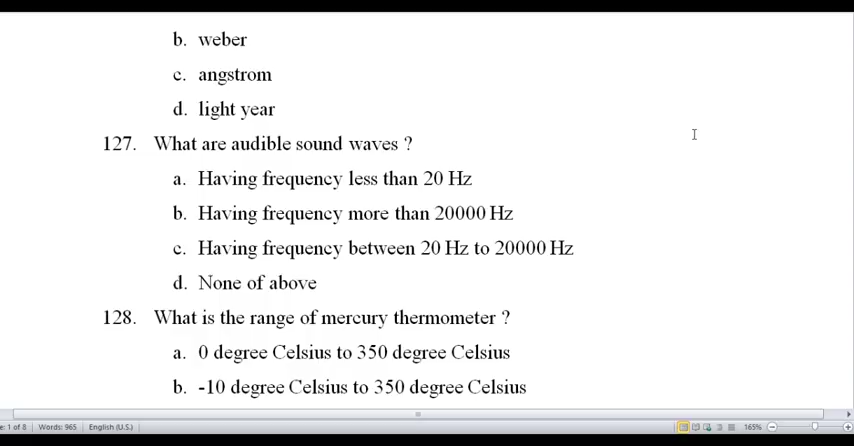 b. weber
c. angstrom
d. light year
127. What are audible sound waves ?
a. Having frequency less than 20 Hz
b. Having frequency more than 20000 Hz
c. Having frequency between 20 Hz to 20000 Hz
d. None of above
128. What is the range of mercury thermometer ?
a. 0 degree Celsius to 350 degree Celsius
b. -10 degree Celsius to 350 degree Celsius
e: 1 of 8 Words: 965 English (U.S.) 165%